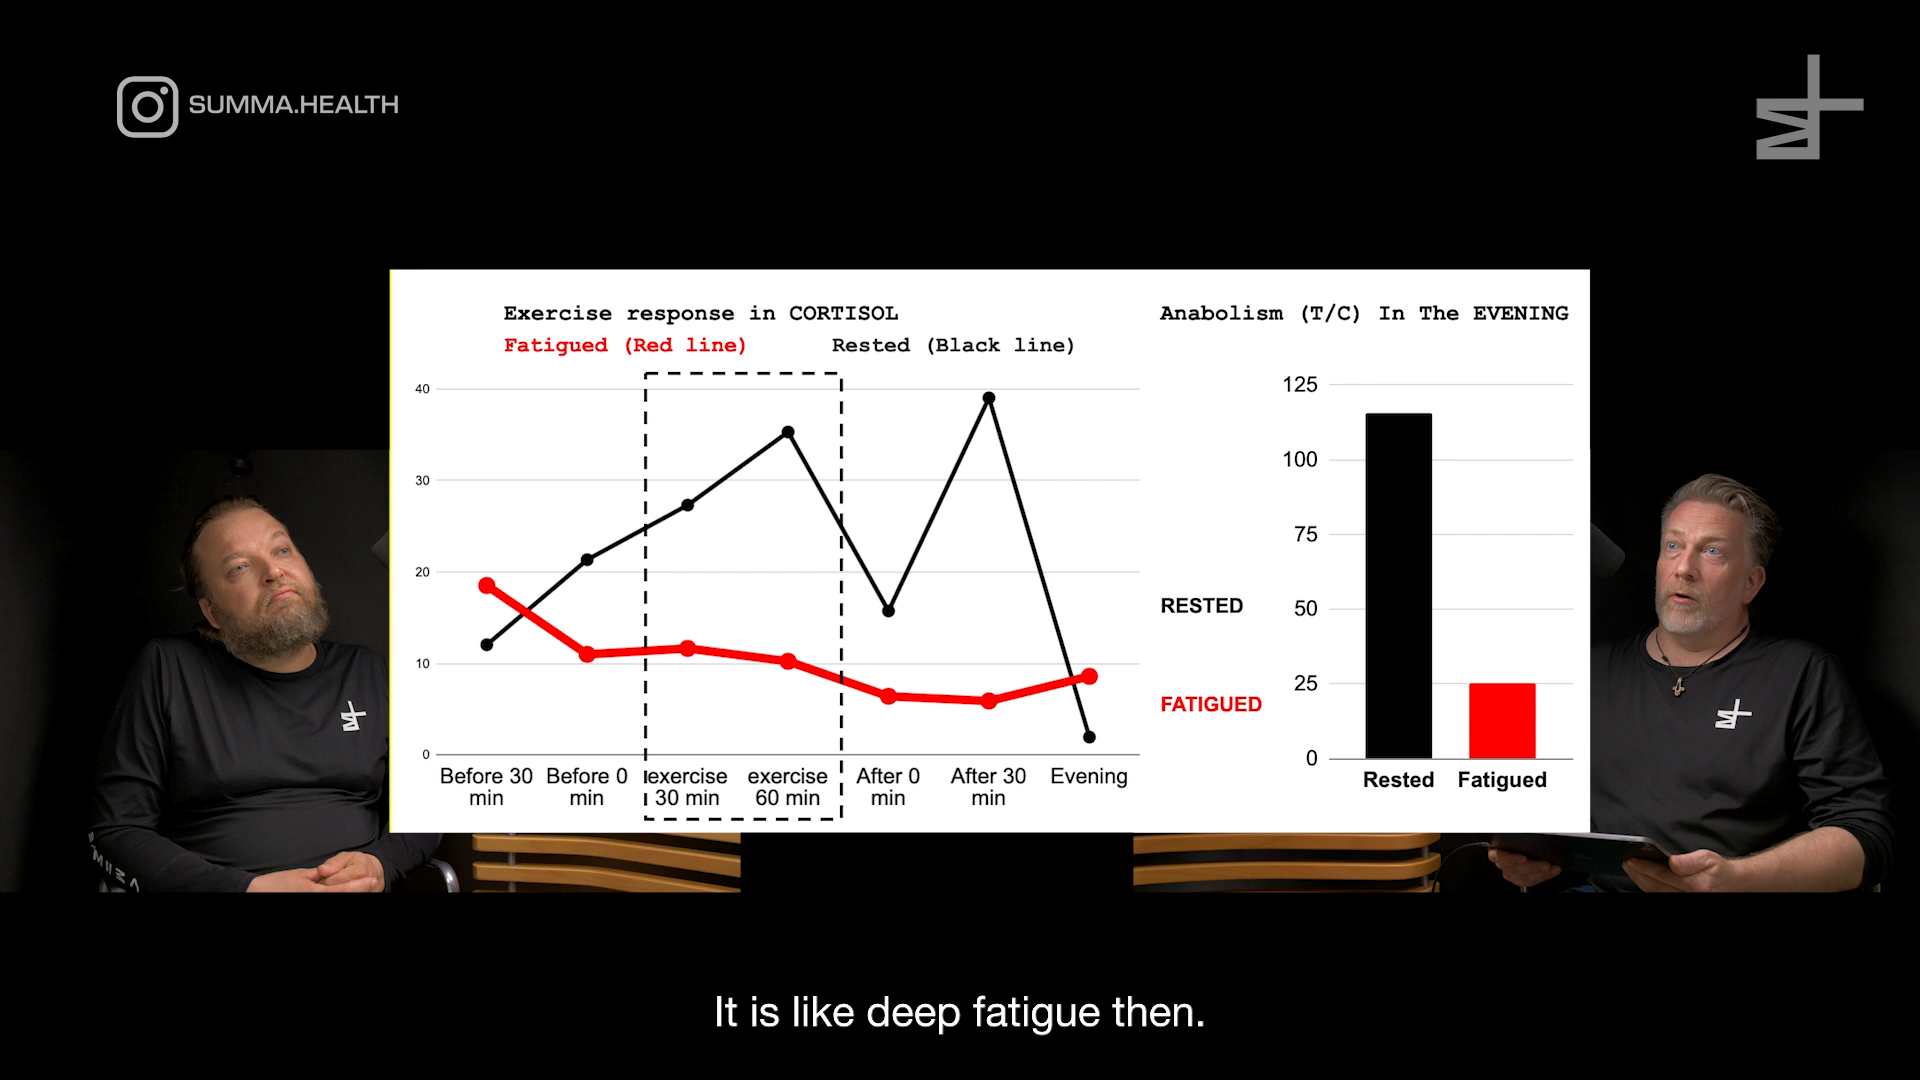 SUMMA.HEALTH
Exercise response in CORTISOL
Fatigued (Red line) Rested (Black line)
40
30
20
10
0
Before 30 min
Before 0 min
exercise 30 min
exercise 60 min
After 0 min
After 30 min
Evening
Anabolism (T/C) In The EVENING
125
100
75
50
25
0
RESTED
FATIGUED
Rested
Fatigued
It is like deep fatigue then.